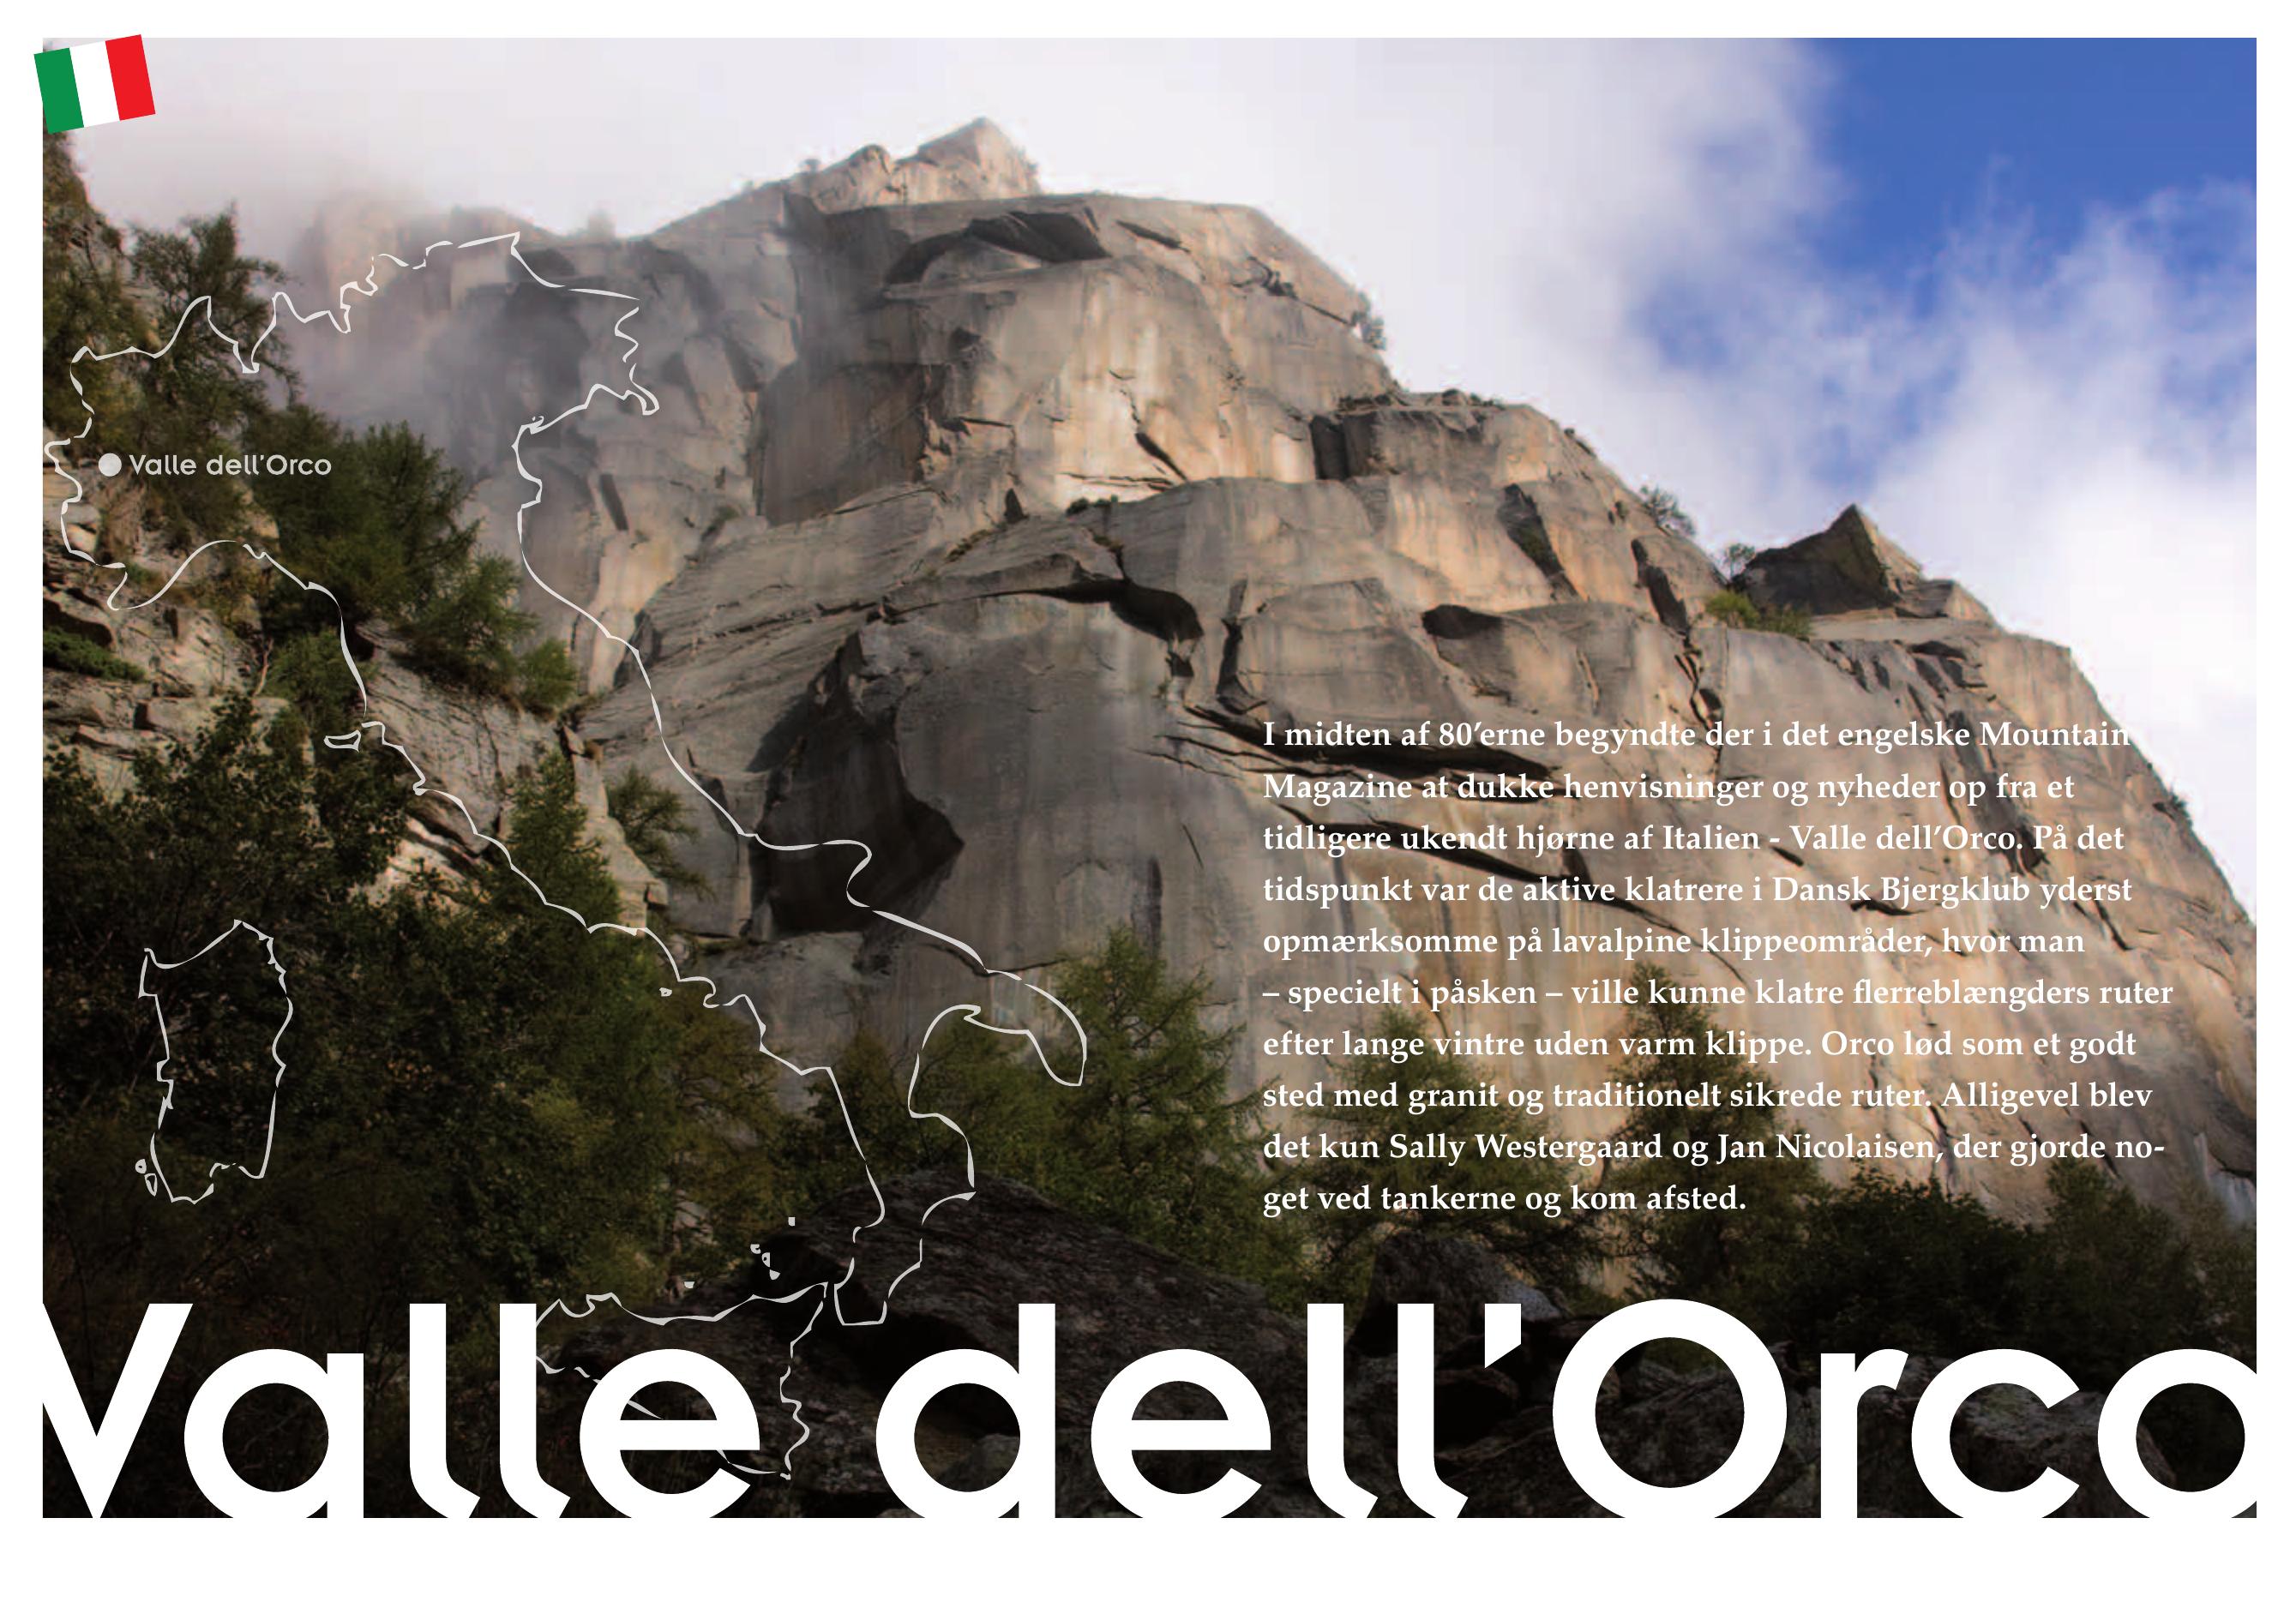 Valle dell’Orco
I midten af 80’erne begyndte der i det engelske Mountain
Magazine at dukke henvisninger og nyheder op fra et
tidligere ukendt hjørne af Italien - Valle dell’Orco. På det
tidspunkt var de aktive klatrere i Dansk Bjergklub yderst
opmærksomme på lavalpine klippeområder, hvor man
– specielt i påsken – ville kunne klatre flerreblængders ruter
efter lange vintre uden varm klippe. Orco lød som et godt
sted med granit og traditionelt sikrede ruter. Alligevel blev
det kun Sally Westergaard og Jan Nicolaisen, der gjorde no-
get ved tankerne og kom afsted.
Valle dell’Orco